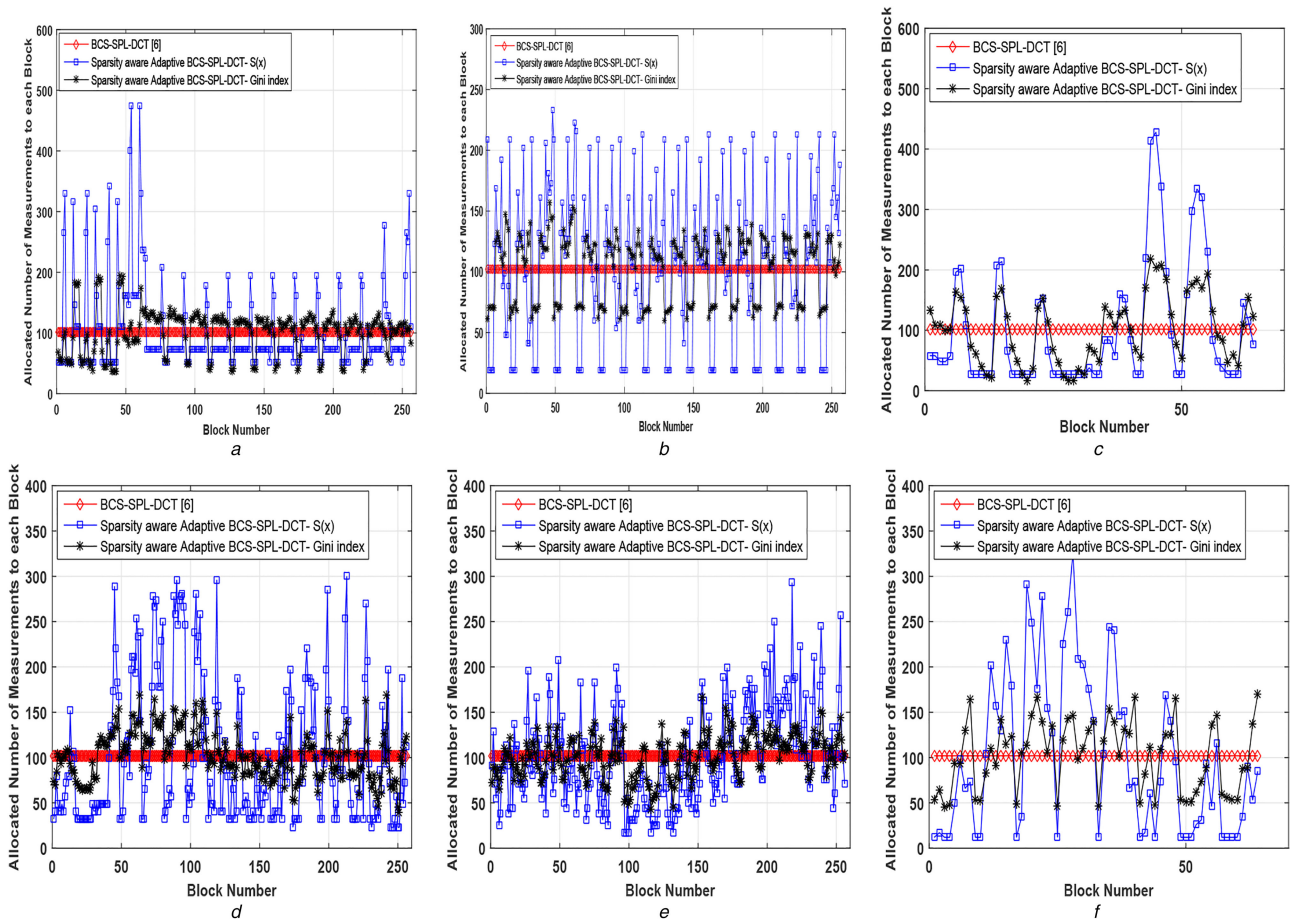 Allocated Number of Measurements to each Block
600
500
400
300
200
100
0
BCS-SPL-DCT [6]
Sparsity aware Adaptive BCS-SPL-DCT- S(x)
Sparsity aware Adaptive BCS-SPL-DCT- Gini index
0 50 100 150 200 250
Block Number
a
Allocated Number of Measurements to each Block
300
250
200
150
100
50
0
BCS-SPL-DCT [6]
Sparsity aware Adaptive BCS-SPL-DCT- S(x)
Sparsity aware Adaptive BCS-SPL-DCT- Gini index
0 50 100 150 200 250
Block Number
b
Allocated Number of Measurements to each Block
600
500
400
300
200
100
0
BCS-SPL-DCT [6]
Sparsity aware Adaptive BCS-SPL-DCT- S(x)
Sparsity aware Adaptive BCS-SPL-DCT- Gini index
0 50
Block Number
c
Allocated Number of Measurements to each Block
400
350
300
250
200
150
100
50
0
BCS-SPL-DCT [6]
Sparsity aware Adaptive BCS-SPL-DCT- S(x)
Sparsity aware Adaptive BCS-SPL-DCT- Gini index
0 50 100 150 200 250
Block Number
d
Allocated Number of Measurements to each Blocl
400
350
300
250
200
150
100
50
0
BCS-SPL-DCT [6]
Sparsity aware Adaptive BCS-SPL-DCT- S(x)
Sparsity aware Adaptive BCS-SPL-DCT- Gini index
0 50 100 150 200 250
Block Number
e
Allocated Number of Measurements to each Blocl
400
350
300
250
200
150
100
50
0
BCS-SPL-DCT [6]
Sparsity aware Adaptive BCS-SPL-DCT- S(x)
Sparsity aware Adaptive BCS-SPL-DCT- Gini index
0 50
Block Number
f